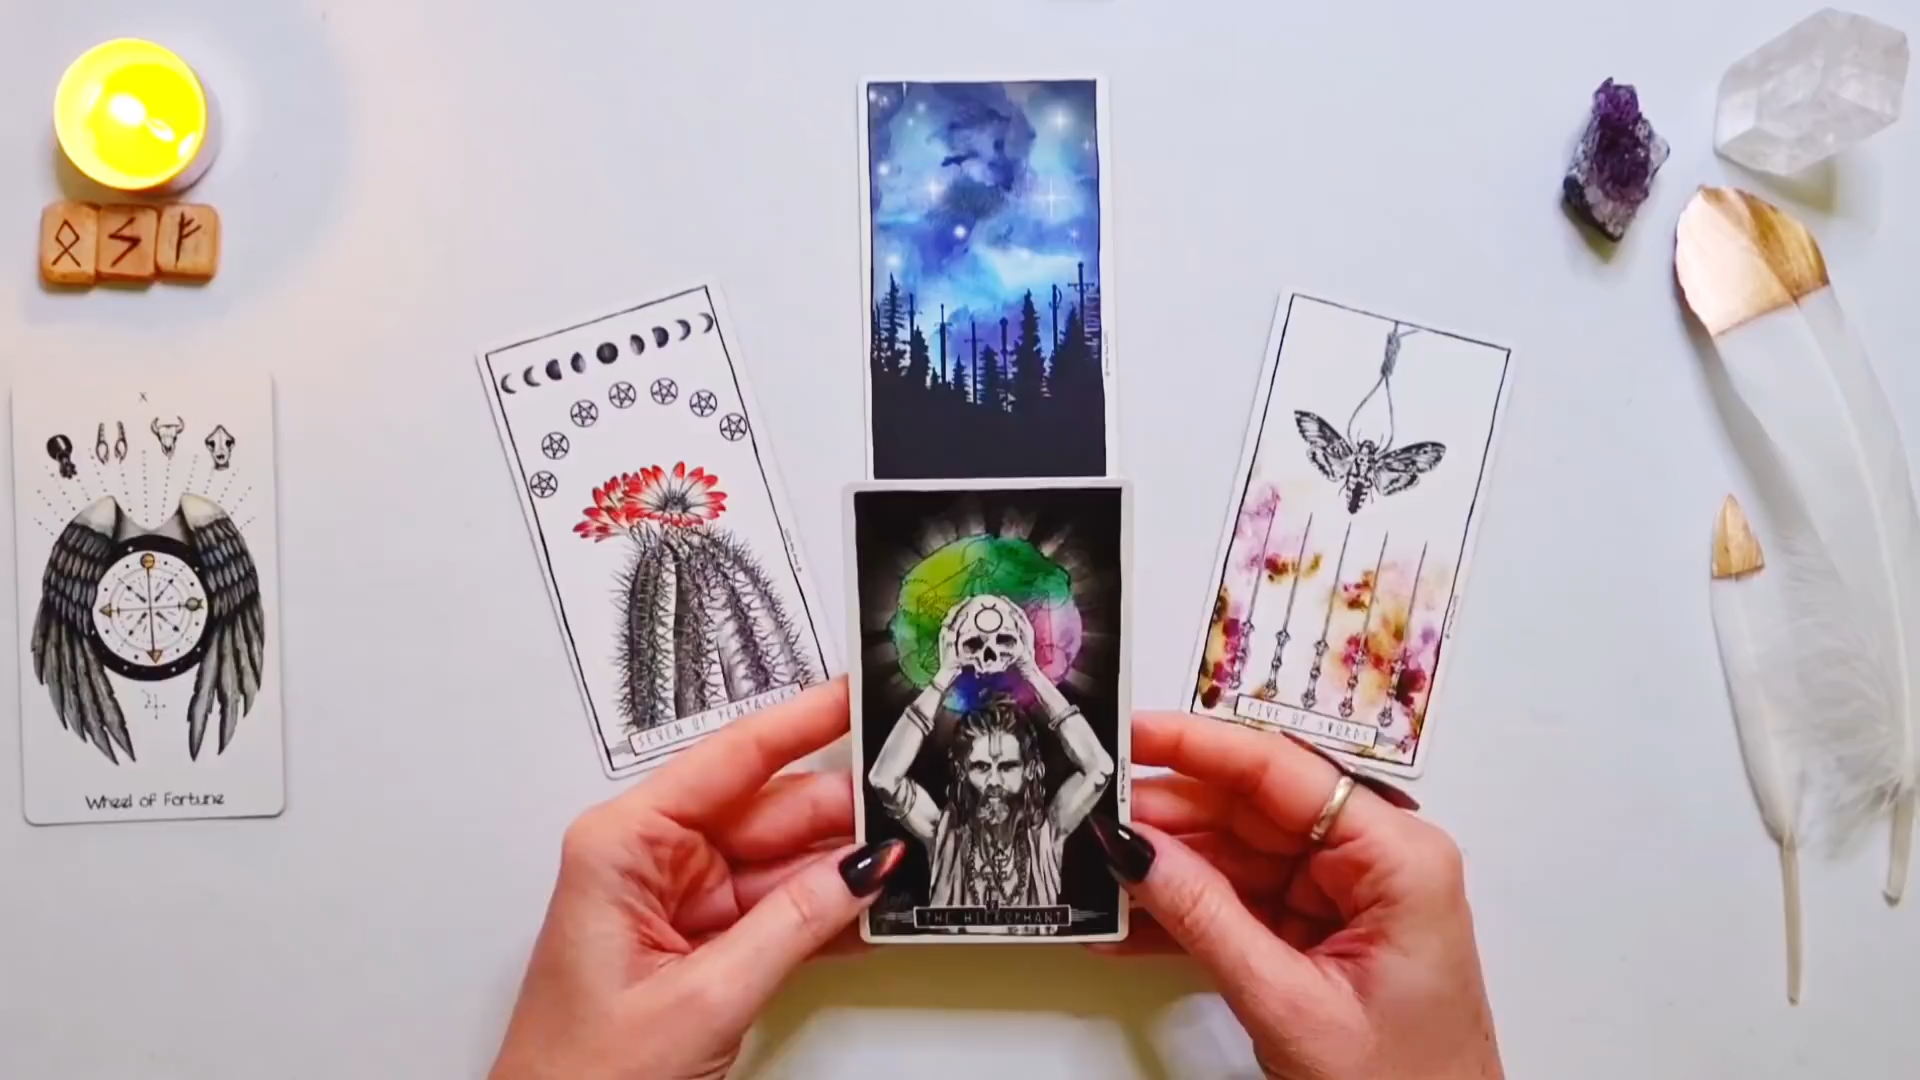 X
Wheel of Fortune
SEVEN OF PENTACLES
FIVE OF SWORDS
THE HIEROPHANT